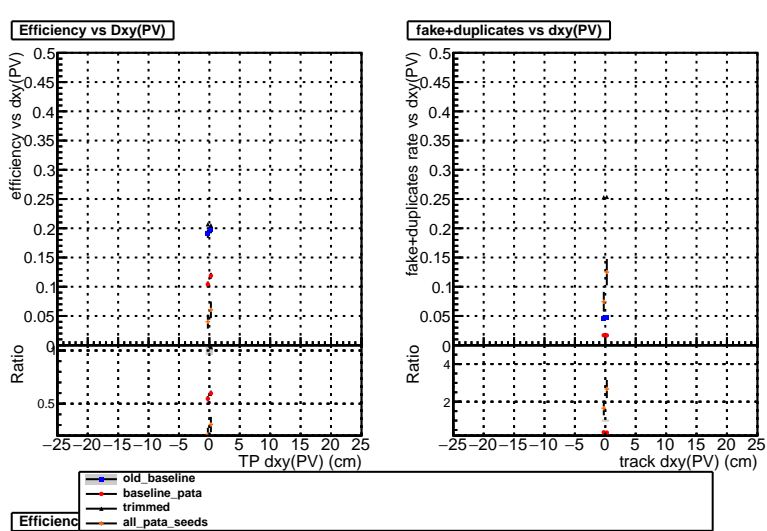 Efficiency vs Dxy(PV)
efficiency vs dxy(PV)
0.5
0.45
0.4
0.35
0.3
0.25
0.2
0.15
0.1
0.05
0
Ratio
1
0.5
−25 −20 −15 −10 −5 0 5 10 15 20 25
TP dxy(PV) (cm)
fake+duplicates vs dxy(PV)
fake+duplicates rate vs dxy(PV)
0.5
0.45
0.4
0.35
0.3
0.25
0.2
0.15
0.1
0.05
0
Ratio
4
2
−25 −20 −15 −10 −5 0 5 10 15 20 25
track dxy(PV) (cm)
old_baseline
baseline_pata
trimmed
all_pata_seeds
Efficienc